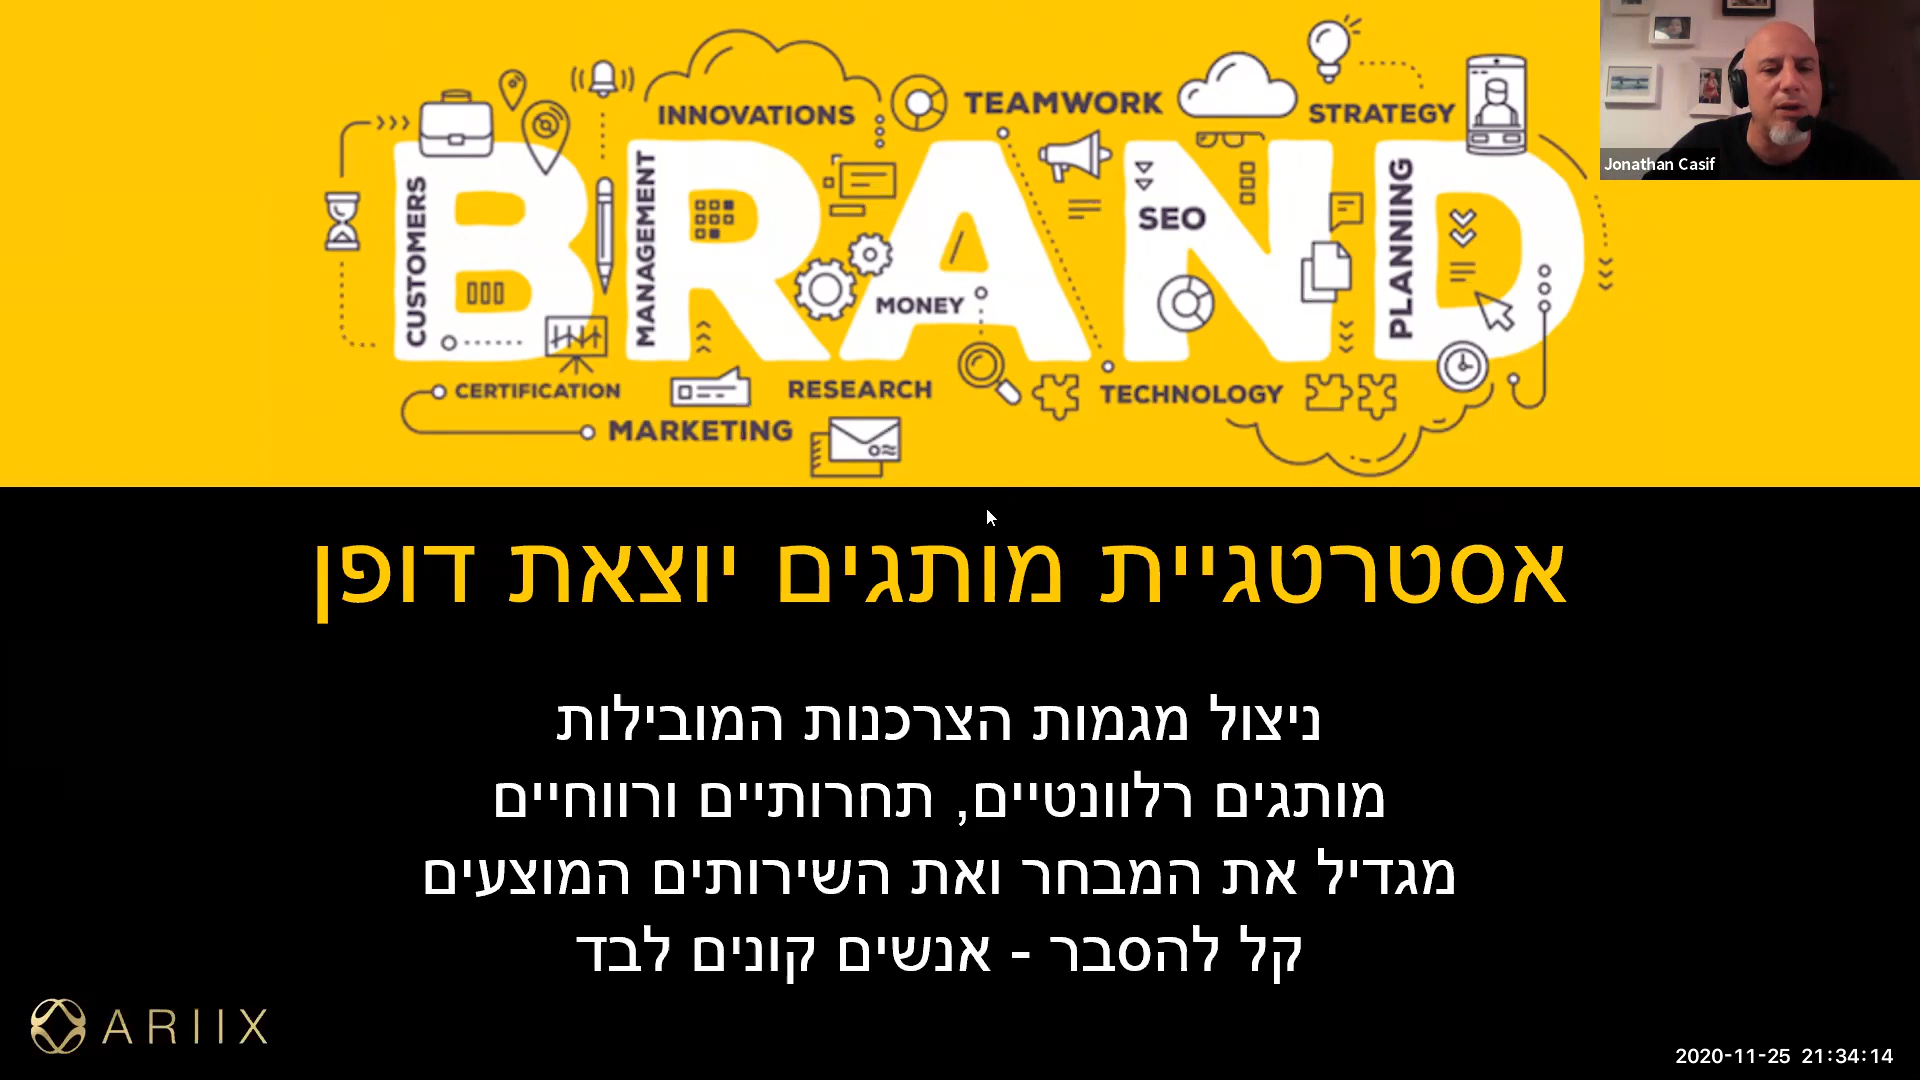 INNOVATIONS
TEAMWORK
STRATEGY
CUSTOMERS
MANAGEMENT
BRAND
SEO
PLANNING
MONEY
CERTIFICATION
RESEARCH
TECHNOLOGY
MARKETING
Jonathan Casif
אסטרטגיית מותגים יוצאת דופן
ניצול מגמות הצרכנות המובילות
מותגים רלוונטיים, תחרותיים ורווחיים
מגדיל את המבחר ואת השירותים המוצעים
קל להסבר - אנשים קונים לבד
ARIIX
2020-11-25 21:34:14